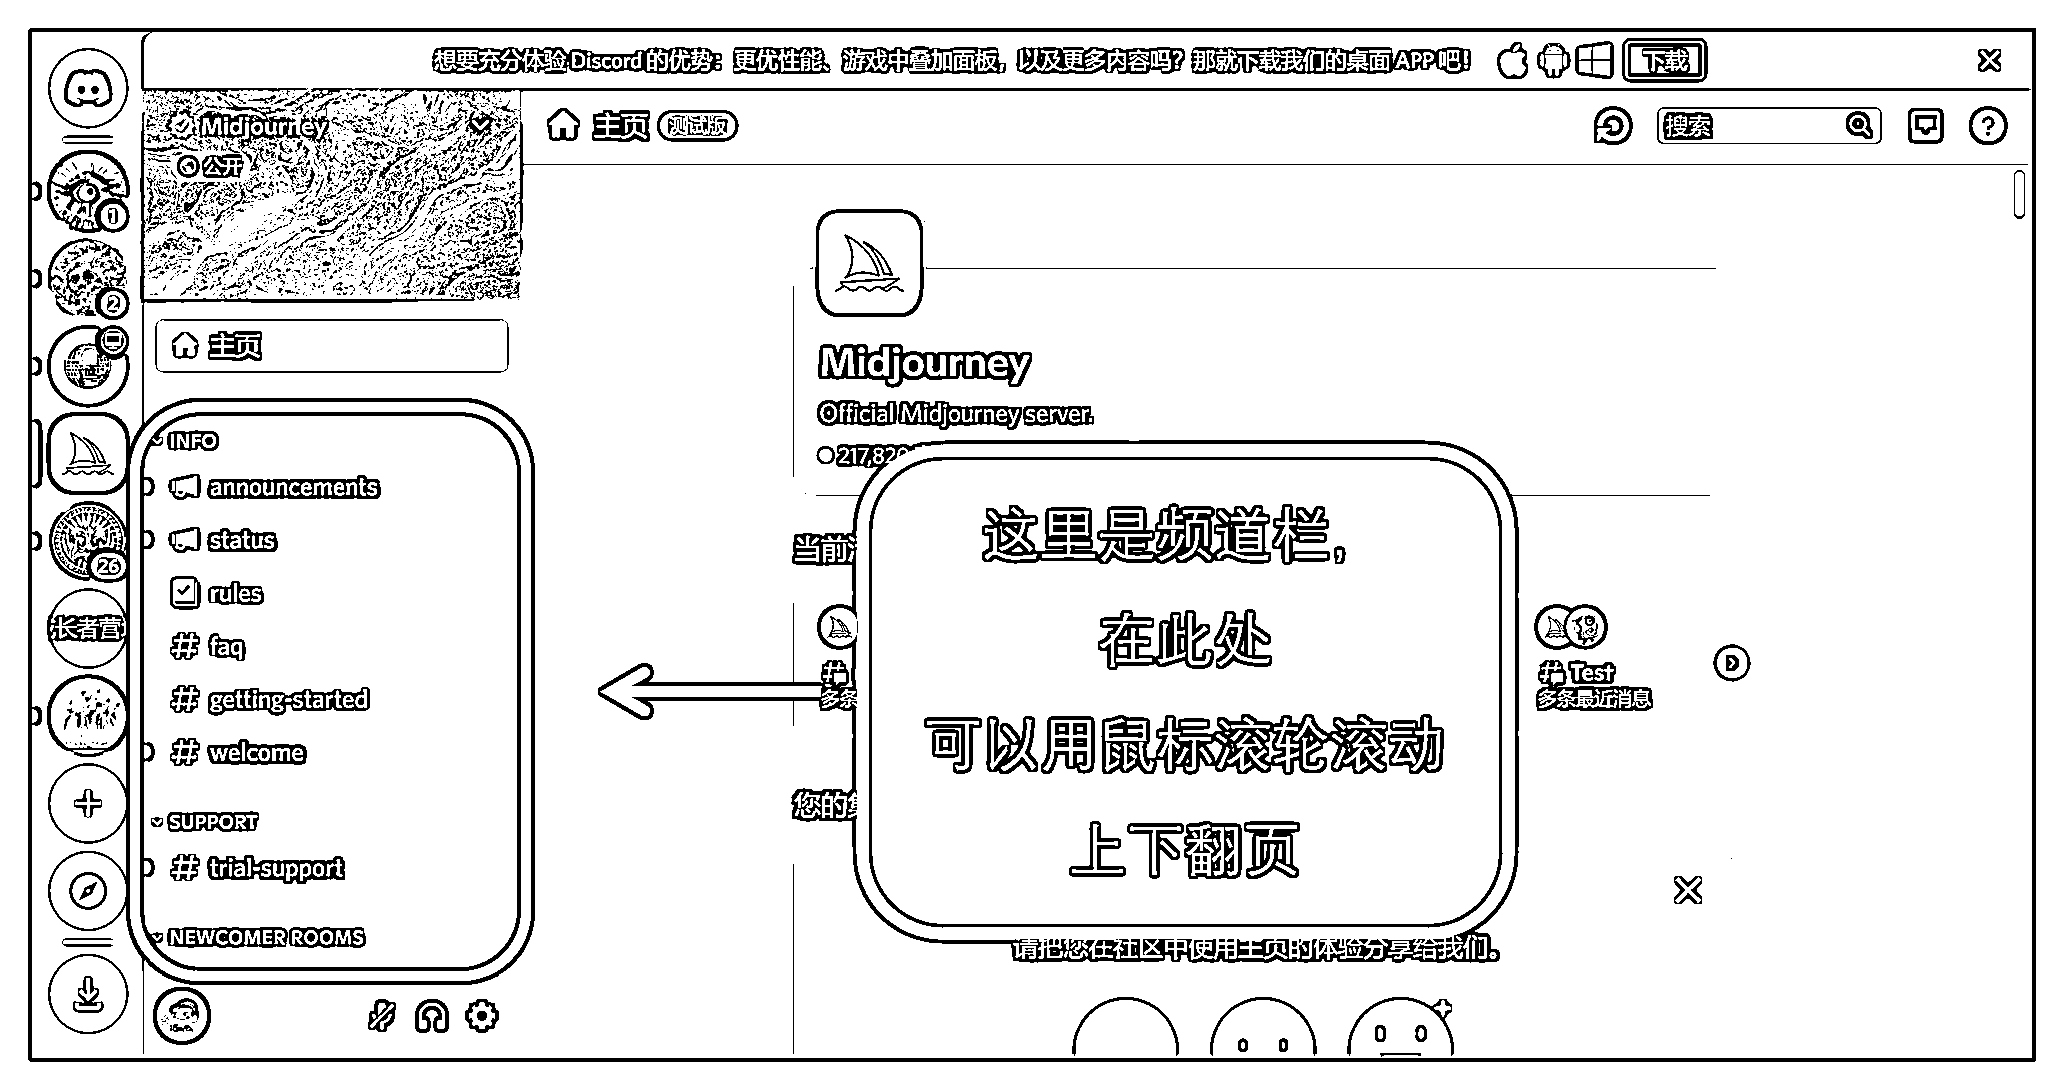 想要充分体验 Discord 的优势：更优性能、游戏中叠加面板，以及更多内容吗？那就下载我们的桌面 APP 吧！ 下载
Midjourney
公开
主页 测试版
搜索
1
2
主页
26
长者营
INFO
announcements
status
rules
faq
getting-started
welcome
SUPPORT
trial-support
NEWCOMER ROOMS
Midjourney
Official Midjourney server.
217,820
当前
这里是频道栏，
在此处
可以用鼠标滚轮滚动
上下翻页
多条
Test
多条最近消息
您的
请把您在社区中使用主页的体验分享给我们。